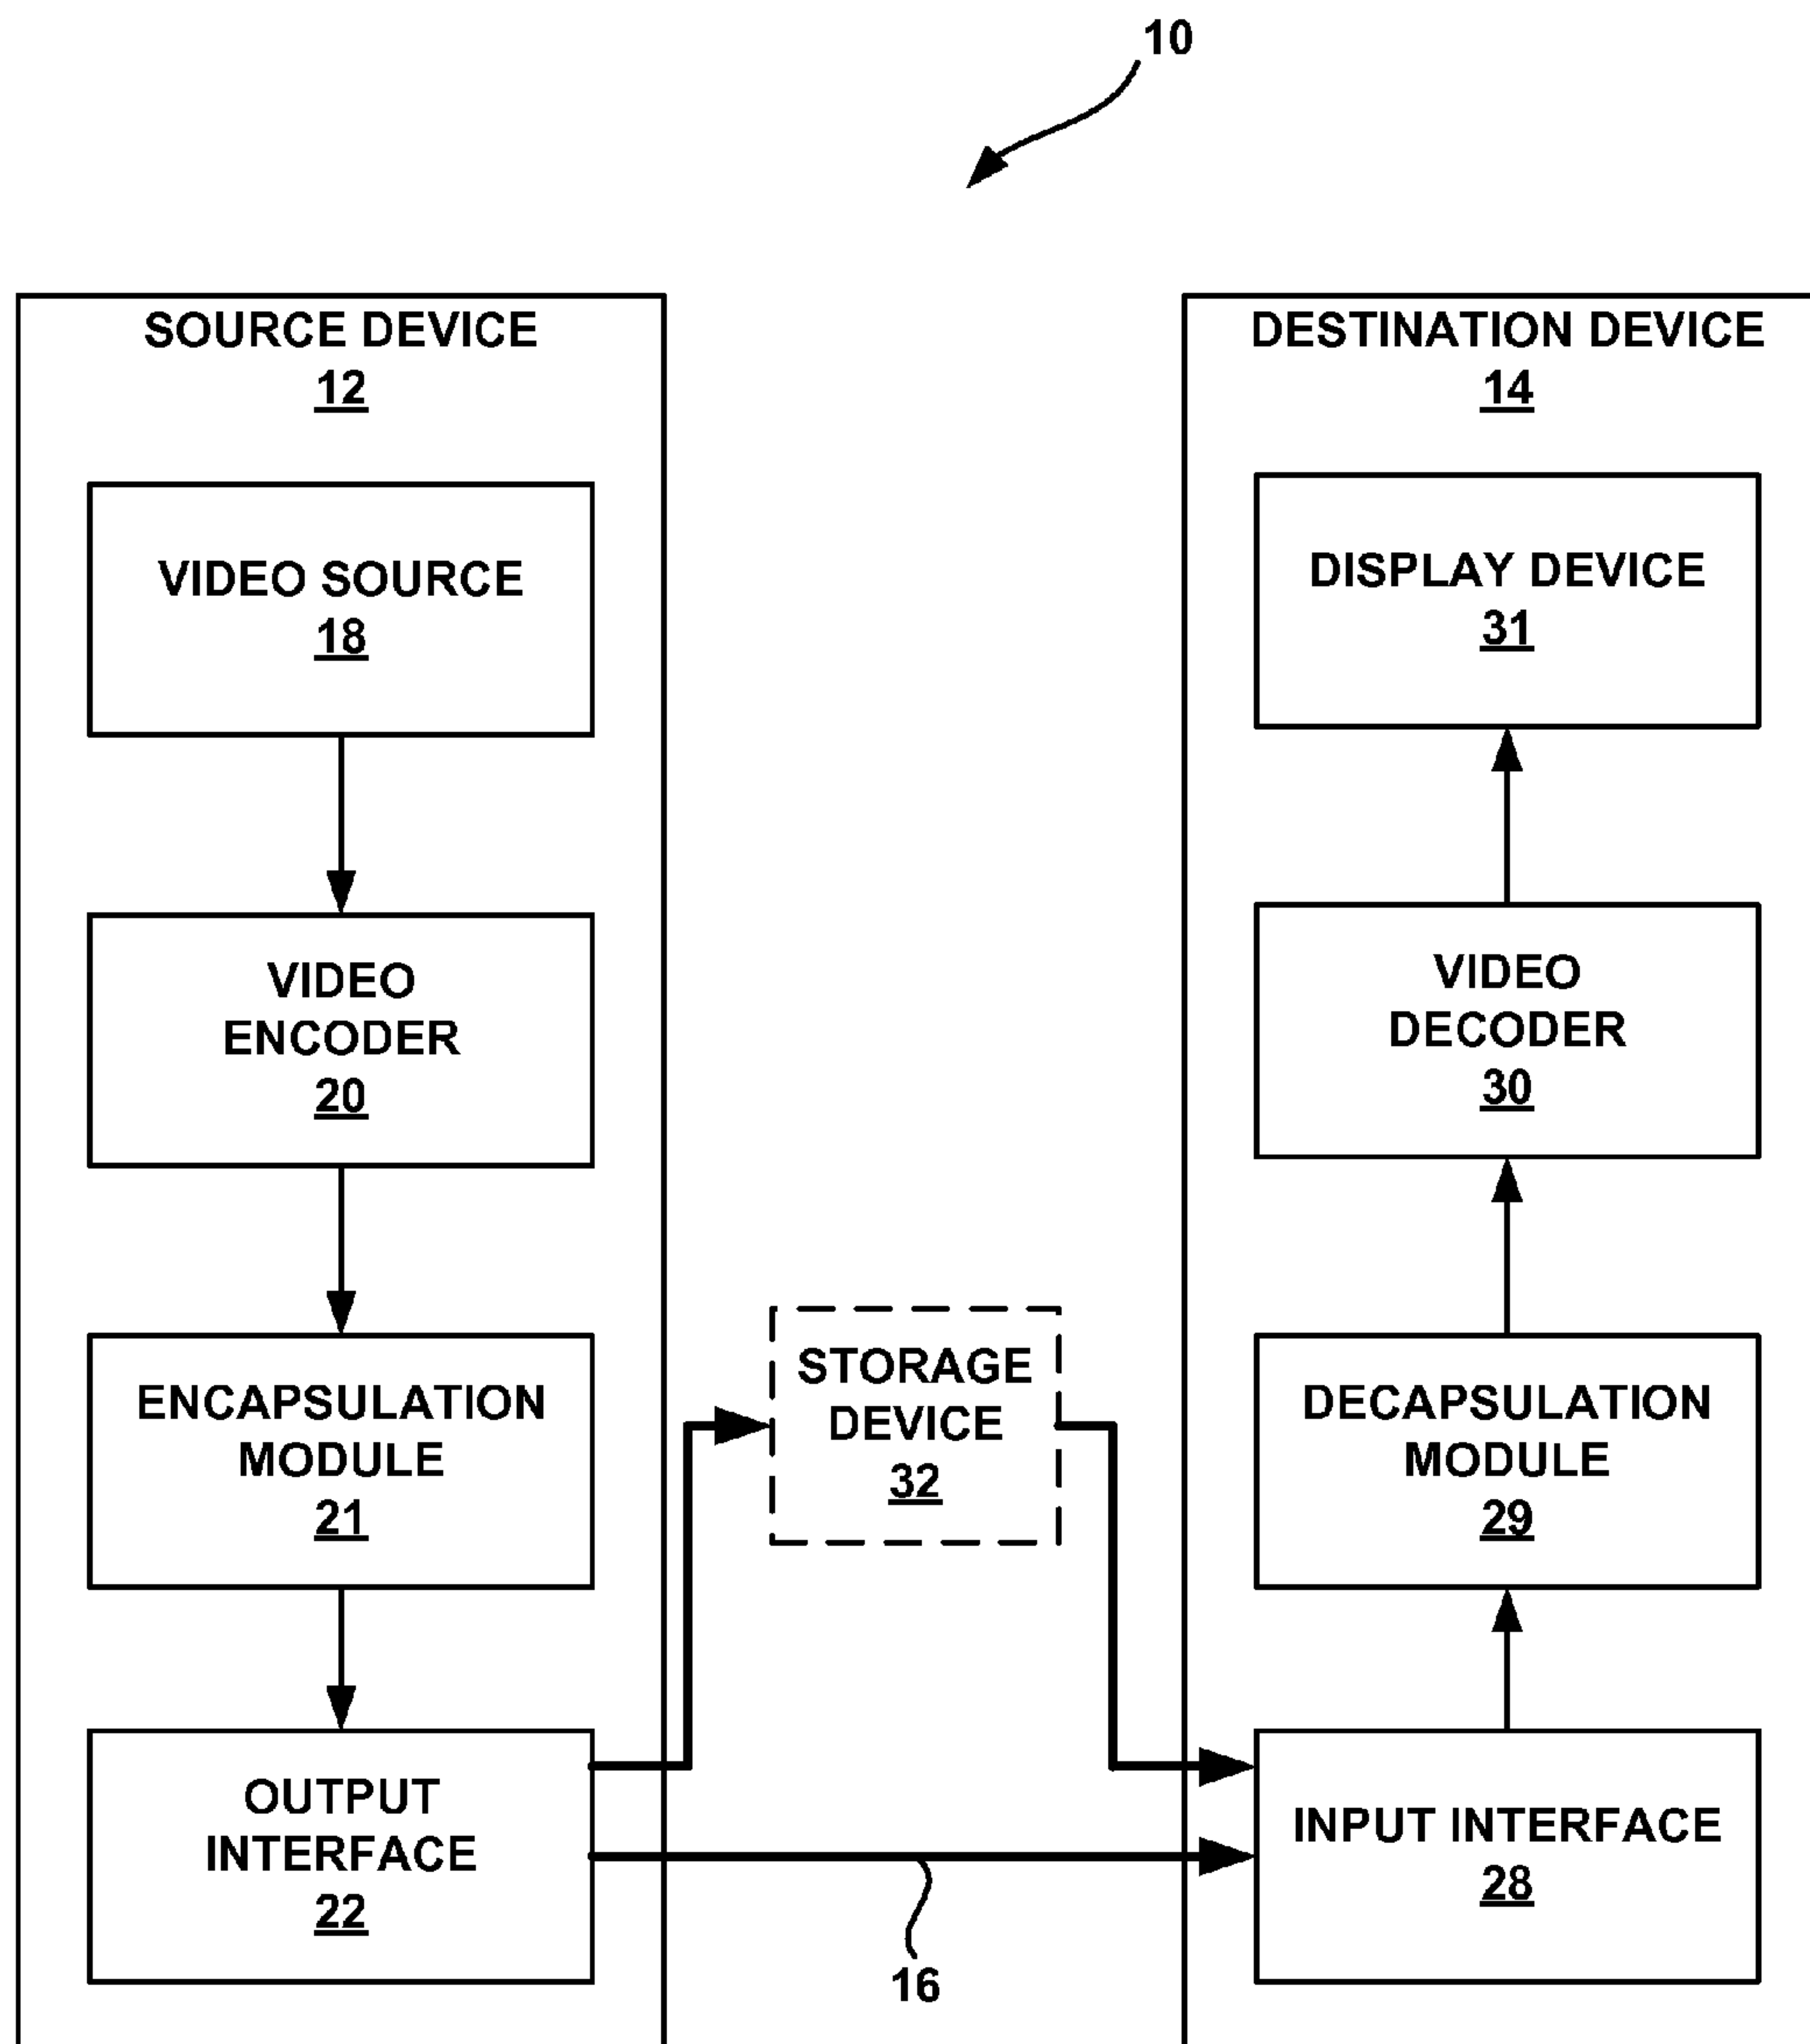 10
SOURCE DEVICE
12
VIDEO SOURCE
18
VIDEO
ENCODER
20
ENCAPSULATION
MODULE
21
OUTPUT
INTERFACE
22
STORAGE
DEVICE
32
16
DESTINATION DEVICE
14
DISPLAY DEVICE
31
VIDEO
DECODER
30
DECAPSULATION
MODULE
29
INPUT INTERFACE
28